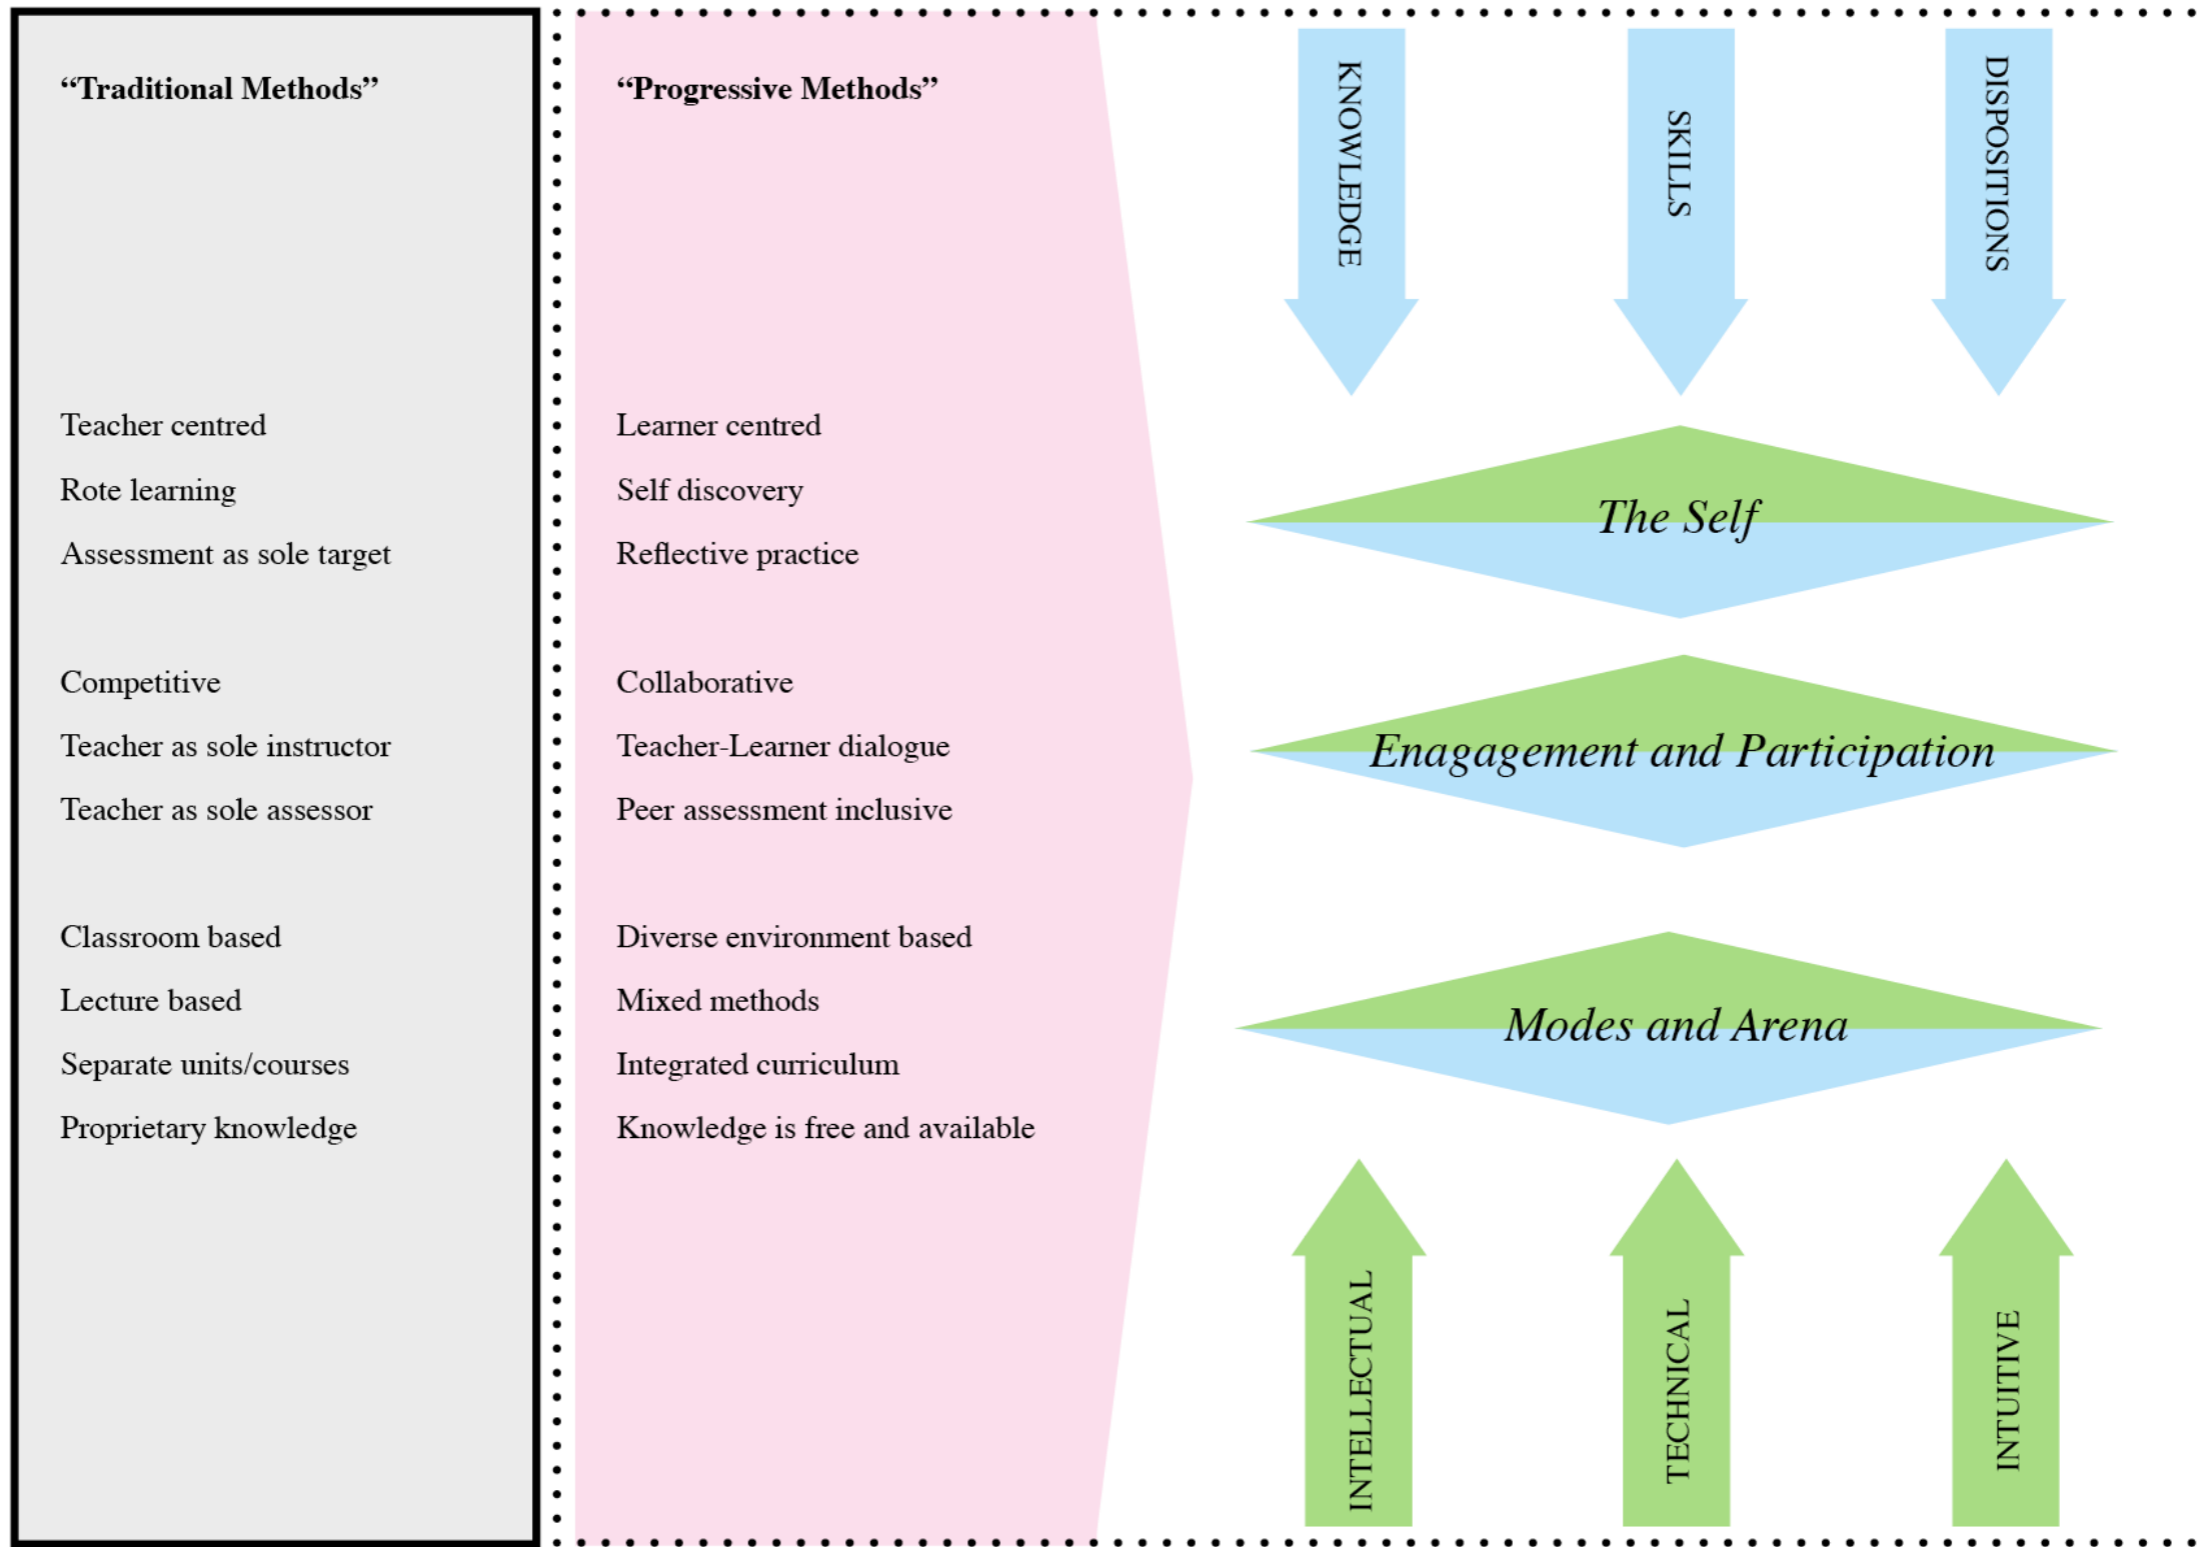 “Traditional Methods”
Teacher centred
Rote learning
Assessment as sole target
Competitive
Teacher as sole instructor
Teacher as sole assessor
Classroom based
Lecture based
Separate units/courses
Proprietary knowledge
“Progressive Methods”
Learner centred
Self discovery
Reflective practice
Collaborative
Teacher-Learner dialogue
Peer assessment inclusive
Diverse environment based
Mixed methods
Integrated curriculum
Knowledge is free and available
KNOWLEDGE
SKILLS
DISPOSITIONS
The Self
Enagagement and Participation
Modes and Arena
INTELLECTUAL
TECHNICAL
INTUITIVE